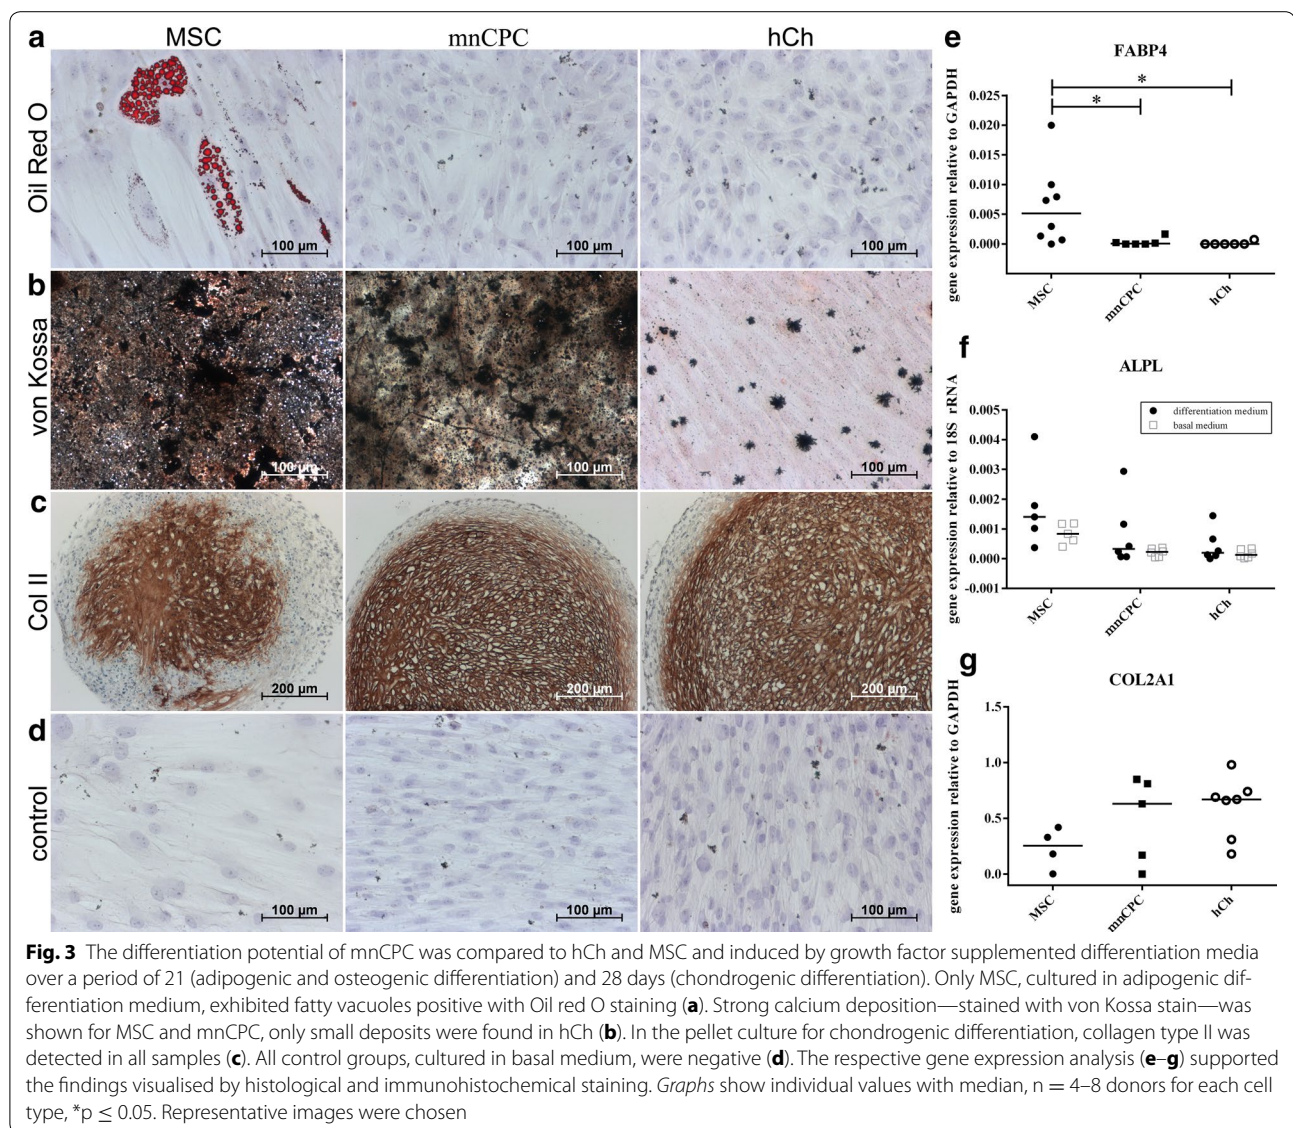 a MSC mnCPC hCh
Oil Red O
100 µm 100 µm 100 µm
b
von Kossa
100 µm 100 µm 100 µm
c
Col II
200 µm 200 µm 200 µm
d
control
100 µm 100 µm 100 µm
e
FABP4
* 
*
gene expression relative to GAPDH
0.025
0.020
0.015
0.010
0.005
0.000
MSC mnCPC hCh
f
ALPL
gene expression relative to 18S rRNA
0.005
0.004
0.003
0.002
0.001
0.000
-0.001
differentiation medium
basal medium
MSC mnCPC hCh
g
COL2A1
gene expression relative to GAPDH
1.5
1.0
0.5
0.0
MSC mnCPC hCh
Fig. 3 The differentiation potential of mnCPC was compared to hCh and MSC and induced by growth factor supplemented differentiation media
over a period of 21 (adipogenic and osteogenic differentiation) and 28 days (chondrogenic differentiation). Only MSC, cultured in adipogenic dif-
ferentiation medium, exhibited fatty vacuoles positive with Oil red O staining (a). Strong calcium deposition—stained with von Kossa stain—was
shown for MSC and mnCPC, only small deposits were found in hCh (b). In the pellet culture for chondrogenic differentiation, collagen type II was
detected in all samples (c). All control groups, cultured in basal medium, were negative (d). The respective gene expression analysis (e–g) supported
the findings visualised by histological and immunohistochemical staining. Graphs show individual values with median, n = 4–8 donors for each cell
type, *p ≤ 0.05. Representative images were chosen